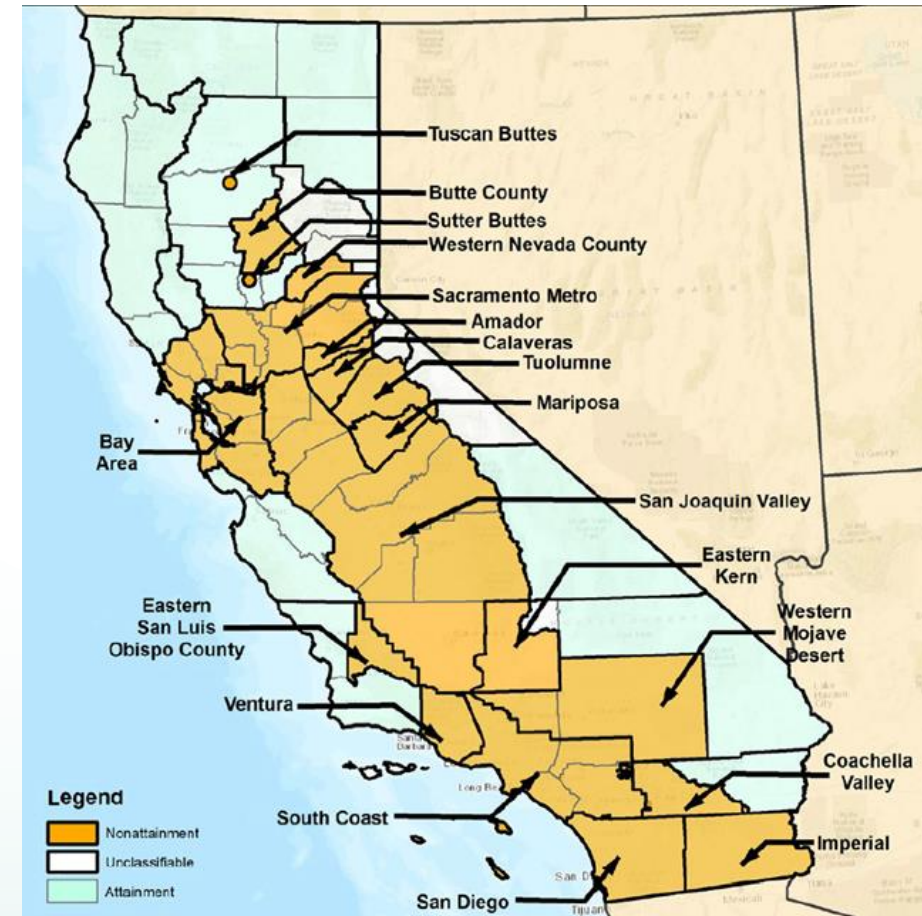 Tuscan Buttes
Butte County
Sutter Buttes
Western Nevada County
Sacramento Metro
Amador
Calaveras
Tuolumne
Mariposa
Bay
Area
San Joaquin Valley
Eastern
Kern
Eastern
San Luis
Obispo County
Western
Mojave
Desert
Ventura
Coachella
Valley
South Coast
Imperial
San Diego
Legend
Nonattainment
Unclassifiable
Attainment